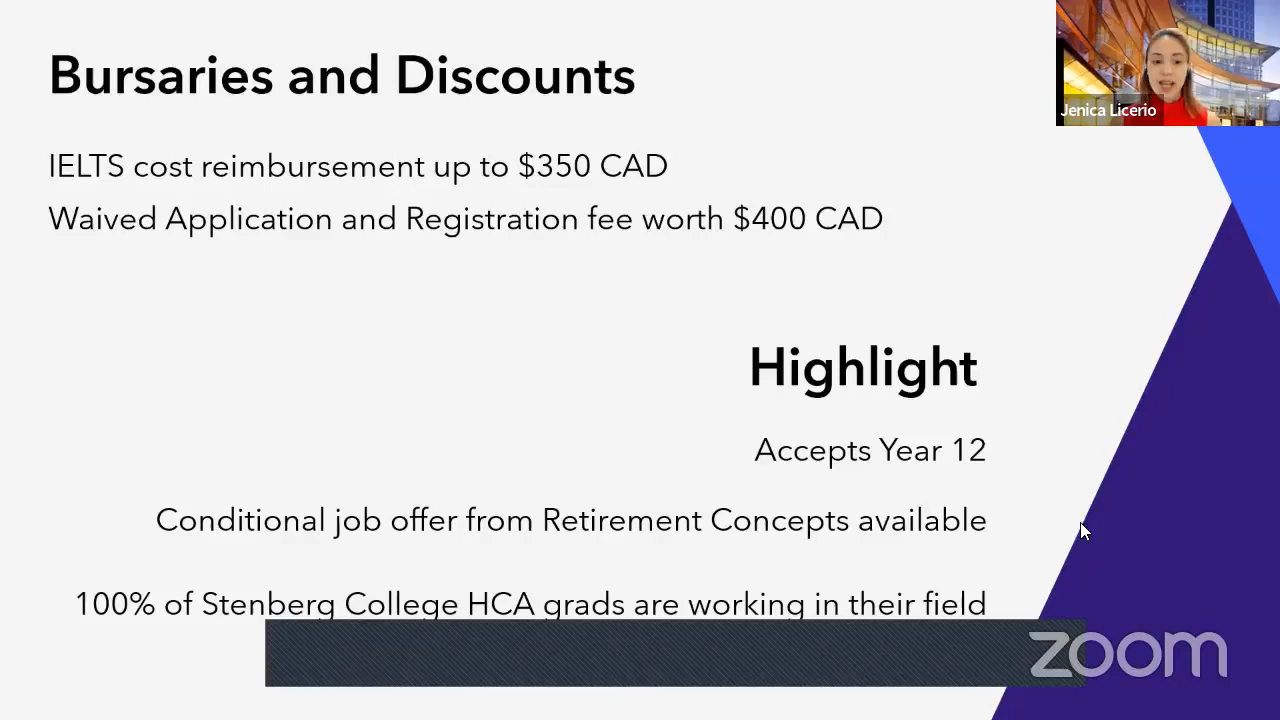 Bursaries and Discounts
Jenica Licerio
IELTS cost reimbursement up to $350 CAD
Waived Application and Registration fee worth $400 CAD
Highlight
Accepts Year 12
Conditional job offer from Retirement Concepts available
100% of Stenberg College HCA grads are working in their field
zoom